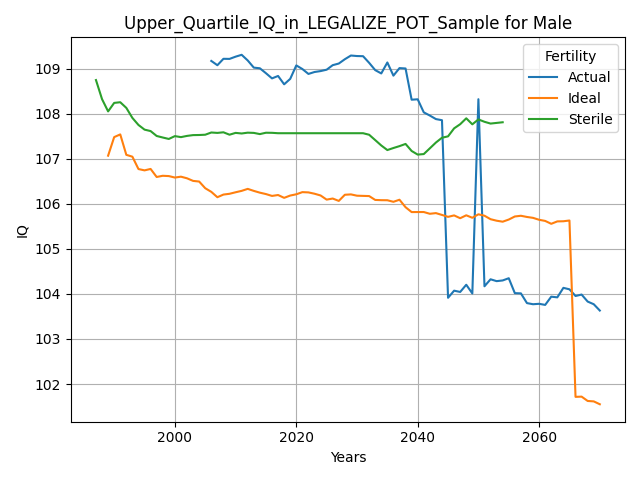 Upper_Quartile_IQ_in_LEGALIZE_POT_Sample for Male
Fertility
Actual
Ideal
Sterile
IQ
109
108
107
106
105
104
103
102
2000
2020
2040
2060
Years